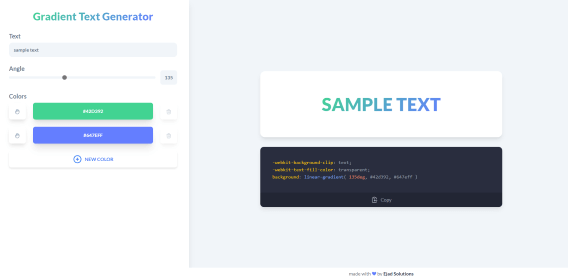 Gradient Text Generator
Text
sample text
Angle
135
Colors
#42D392
#647EFF
NEW COLOR
SAMPLE TEXT
-webkit-background-clip: text;
-webkit-text-fill-color: transparent;
background: linear-gradient( 135deg, #42d392, #647eff )
Copy
made with 💙 by Ejad Solutions